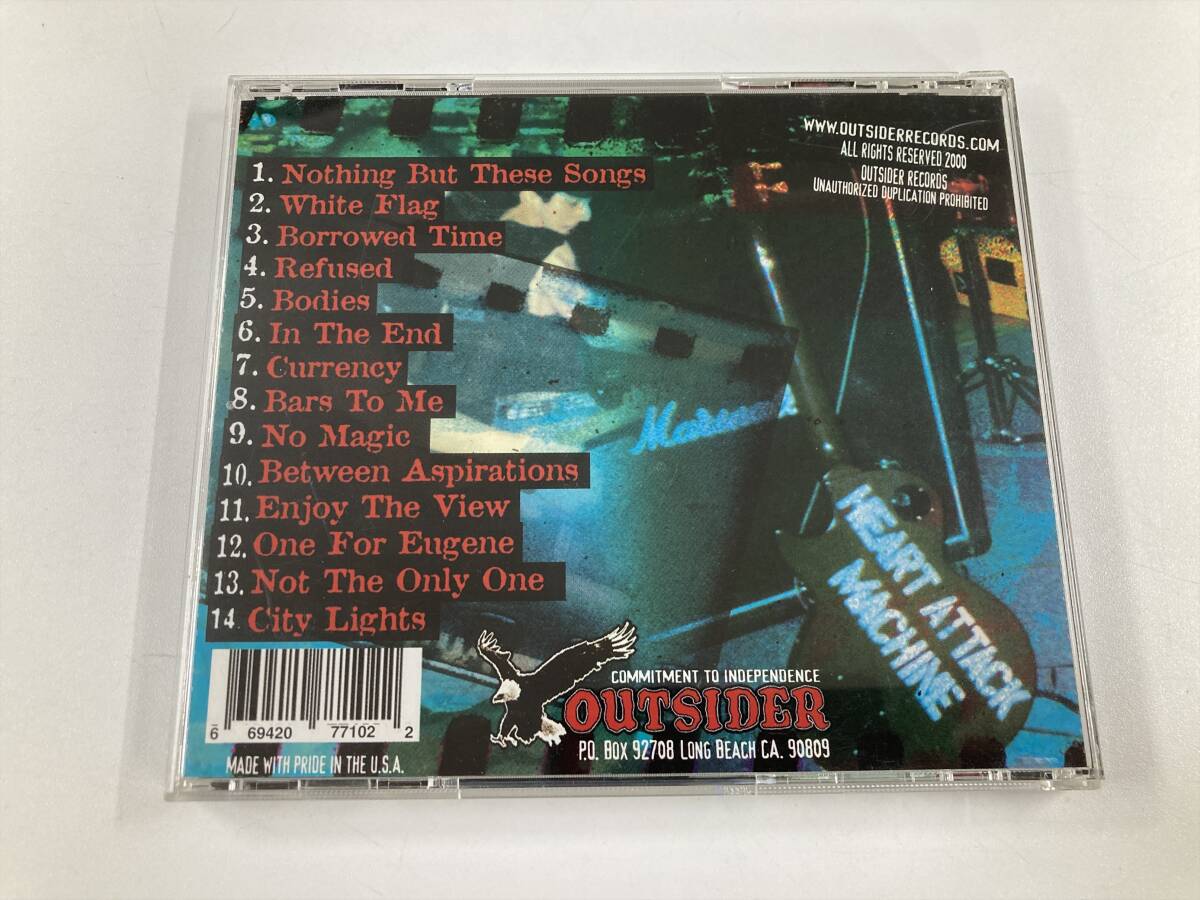 WWW.OUTSIDERRECORDS.COM
ALL RIGHTS RESERVED 2000
OUTSIDER RECORDS
UNAUTHORIZED DUPLICATION PROHIBITED
1. Nothing But These Songs
2. White Flag
3. Borrowed Time
4. Refused
5. Bodies
6. In The End
7. Currency
8. Bars To Me
9. No Magic
10. Between Aspirations
11. Enjoy The View
12. One For Eugene
13. Not The Only One
14. City Lights
HEART ATTACK
MACHINE
COMMITMENT TO INDEPENDENCE
OUTSIDER
P.O. BOX 92708 LONG BEACH CA. 90809
6 69420 77102 2
MADE WITH PRIDE IN THE U.S.A.